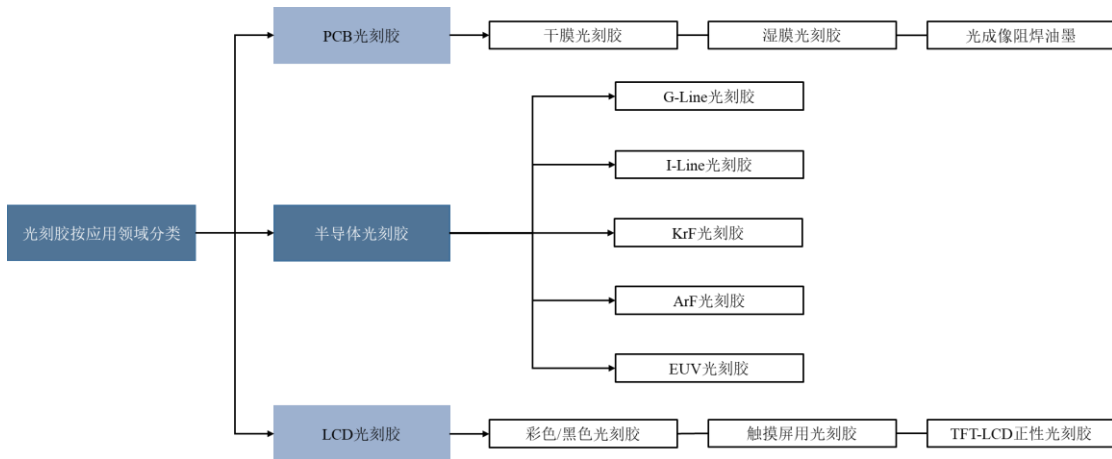 PCB光刻胶
干膜光刻胶
湿膜光刻胶
光成像阻焊油墨
G-Line光刻胶
I-Line光刻胶
光刻胶按应用领域分类
半导体光刻胶
KrF光刻胶
ArF光刻胶
EUV光刻胶
LCD光刻胶
彩色/黑色光刻胶
触摸屏用光刻胶
TFT-LCD正性光刻胶